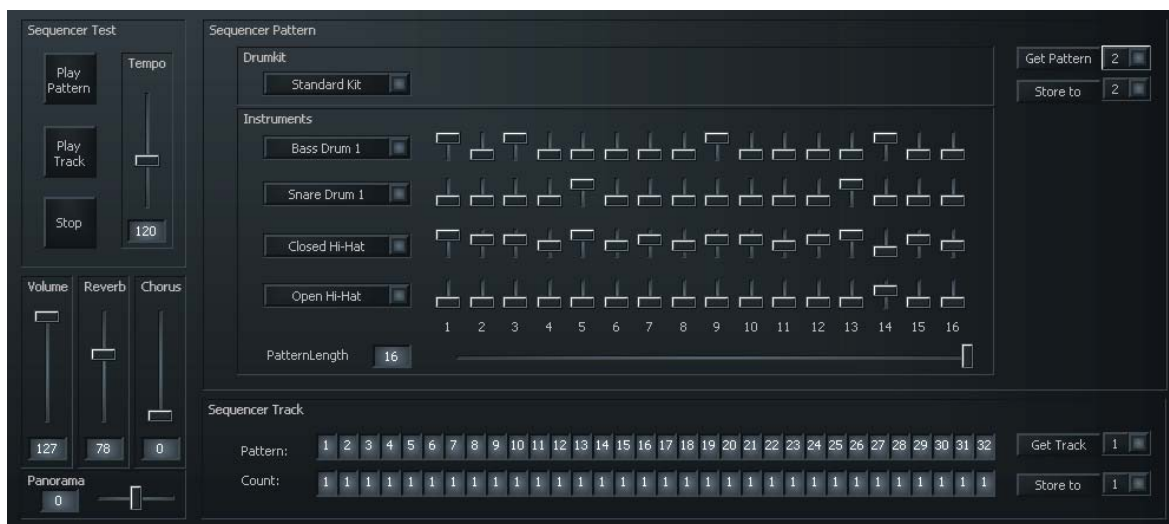 Sequencer Test
Play
Pattern
Play
Track
Stop
Tempo
120
Volume Reverb Chorus
127 78 0
Panorama
0
Sequencer Pattern
Drumkit
Standard Kit
Get Pattern 2
Store to 2
Instruments
Bass Drum 1
Snare Drum 1
Closed Hi-Hat
Open Hi-Hat
1 2 3 4 5 6 7 8 9 10 11 12 13 14 15 16
PatternLength 16
Sequencer Track
Pattern: 1 2 3 4 5 6 7 8 9 10 11 12 13 14 15 16 17 18 19 20 21 22 23 24 25 26 27 28 29 30 31 32
Count: 1 1 1 1 1 1 1 1 1 1 1 1 1 1 1 1 1 1 1 1 1 1 1 1 1 1 1 1 1 1 1 1
Get Track 1
Store to 1